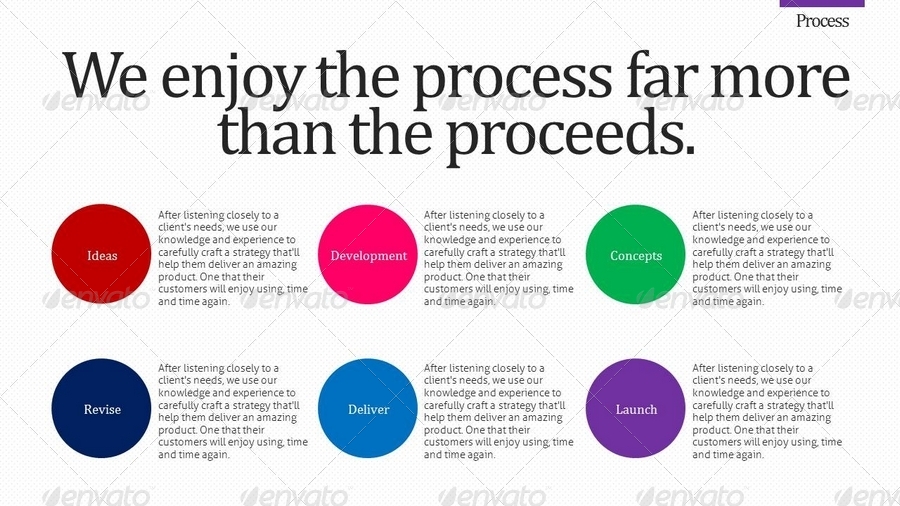 Process
We enjoy the process far more
than the proceeds.
Ideas
After listening closely to a
client's needs, we use our
knowledge and experience to
carefully craft a strategy that'll
help them deliver an amazing
product. One that their
customers will enjoy using, time
and time again.
Development
After listening closely to a
client's needs, we use our
knowledge and experience to
carefully craft a strategy that'll
help them deliver an amazing
product. One that their
customers will enjoy using, time
and time again.
Concepts
After listening closely to a
client's needs, we use our
knowledge and experience to
carefully craft a strategy that'll
help them deliver an amazing
product. One that their
customers will enjoy using, time
and time again.
Revise
After listening closely to a
client's needs, we use our
knowledge and experience to
carefully craft a strategy that'll
help them deliver an amazing
product. One that their
customers will enjoy using, time
and time again.
Deliver
After listening closely to a
client's needs, we use our
knowledge and experience to
carefully craft a strategy that'll
help them deliver an amazing
product. One that their
customers will enjoy using, time
and time again.
Launch
After listening closely to a
client's needs, we use our
knowledge and experience to
carefully craft a strategy that'll
help them deliver an amazing
product. One that their
customers will enjoy using, time
and time again.
envato envato envato envato envato
envato envato envato envato envato
envato envato envato envato envato